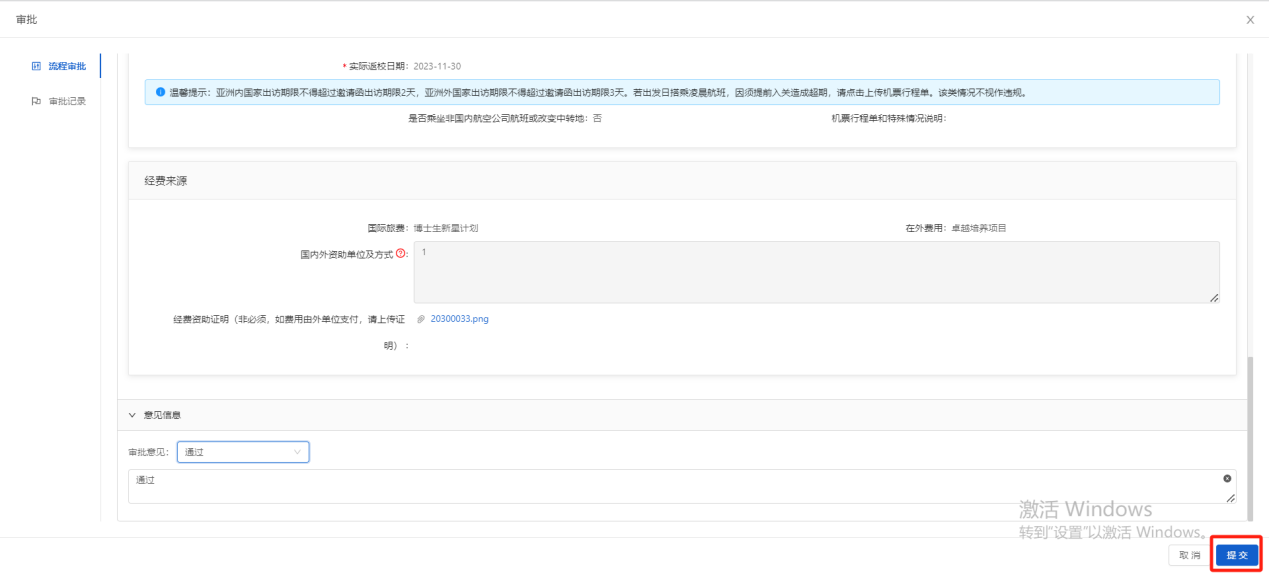 审批
流程审批
审批记录
* 实际返校日期: 2023-11-30
温馨提示：亚洲内国家出访期限不得超过邀请函出访期限2天，亚洲外国家出访期限不得超过邀请函出访期限3天。若出发日搭乘凌晨航班，因须提前入关造成超期，请点击上传机票行程单。该类情况不视作违规。
是否乘坐非国内航空公司航班或改变中转地: 否
机票行程单和特殊情况说明:
经费来源
国际旅费: 博士生新星计划
在外费用: 卓越培养项目
国内外资助单位及方式 :
1
经费资助证明（非必须，如费用由外单位支付，请上传证
明） :
20300033.png
意见信息
审批意见: 通过
通过
激活 Windows
转到"设置"以激活 Windows。
取 消
提 交